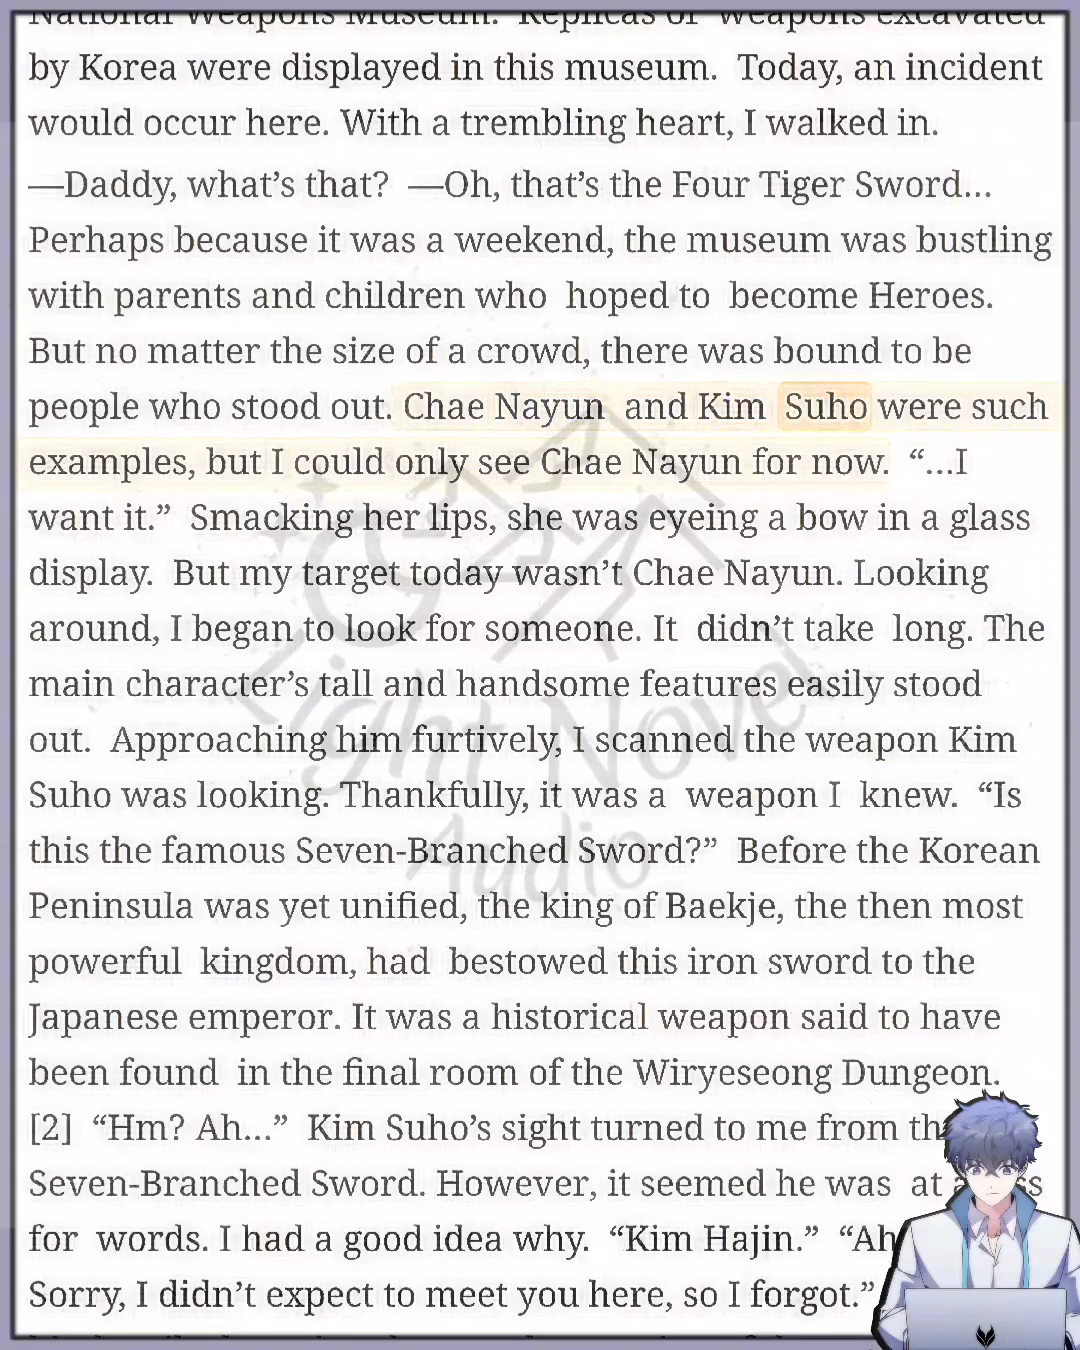 National Weapons Museum.  Replicas of  weapons excavated
by Korea were displayed in this museum.  Today, an incident
would occur here. With a trembling heart, I walked in.
—Daddy, what’s that?  —Oh, that’s the Four Tiger Sword…
Perhaps because it was a weekend, the museum was bustling
with parents and children who  hoped to  become Heroes.
But no matter the size of a crowd, there was bound to be
people who stood out. Chae Nayun  and Kim  Suho were such
examples, but I could only see Chae Nayun for now.  “…I
want it.”  Smacking her lips, she was eyeing a bow in a glass
display.  But my target today wasn’t Chae Nayun. Looking
around, I began to look for someone. It  didn’t take  long. The
main character’s tall and handsome features easily stood
out.  Approaching him furtively, I scanned the weapon Kim
Suho was looking. Thankfully, it was a  weapon I  knew.  “Is
this the famous Seven-Branched Sword?”  Before the Korean
Peninsula was yet unified, the king of Baekje, the then most
powerful  kingdom, had  bestowed this iron sword to the
Japanese emperor. It was a historical weapon said to have
been found  in the final room of the Wiryeseong Dungeon.
[2]  “Hm? Ah…”  Kim Suho’s sight turned to me from th
Seven-Branched Sword. However, it seemed he was  at
for  words. I had a good idea why.  “Kim Hajin.”  “Ah
Sorry, I didn’t expect to meet you here, so I forgot.”
Light Novel
Audio